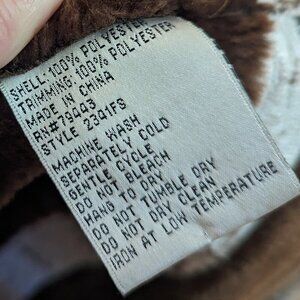 SHELL: 100% POLYESTER
TRIMMING: 100% POLYESTER
MADE IN CHINA
RN#79443
STYLE 2341FS
MACHINE WASH
SEPARATELY COLD
GENTLE CYCLE
DO NOT BLEACH
HANG TO DRY
DO NOT TUMBLE DRY
DO NOT DRY CLEAN
IRON AT LOW TEMPERATURE